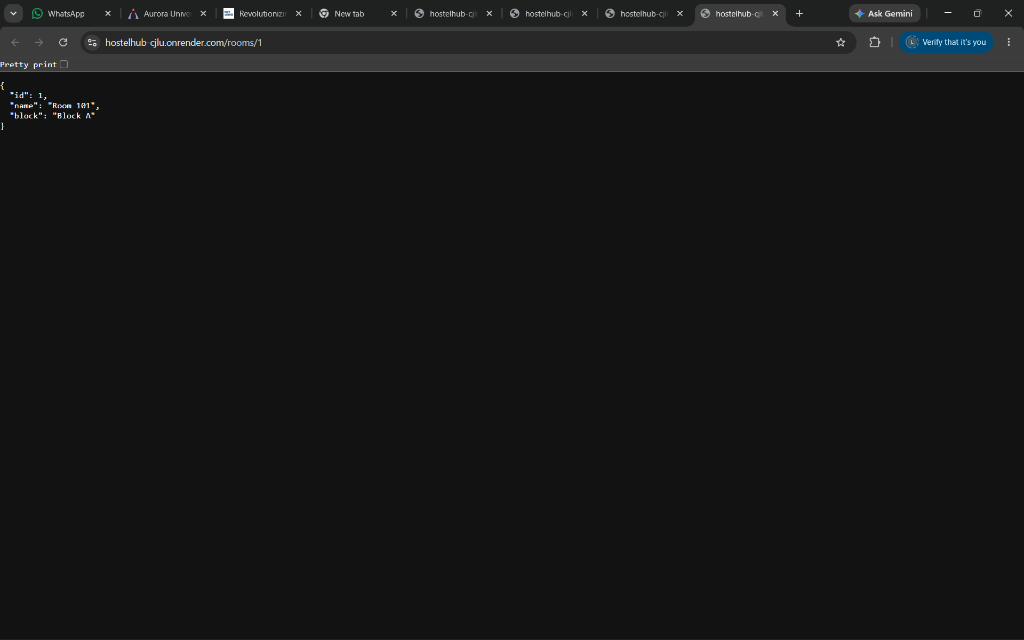 WhatsApp
Aurora Unive
Revolutionizi
New tab
hostelhub-cjl
hostelhub-cjl
hostelhub-cjl
hostelhub-cjl
Ask Gemini
hostelhub-cjlu.onrender.com/rooms/1
Verify that it's you
Pretty print
{
"id": 1,
"name": "Room 101",
"block": "Block A"
}